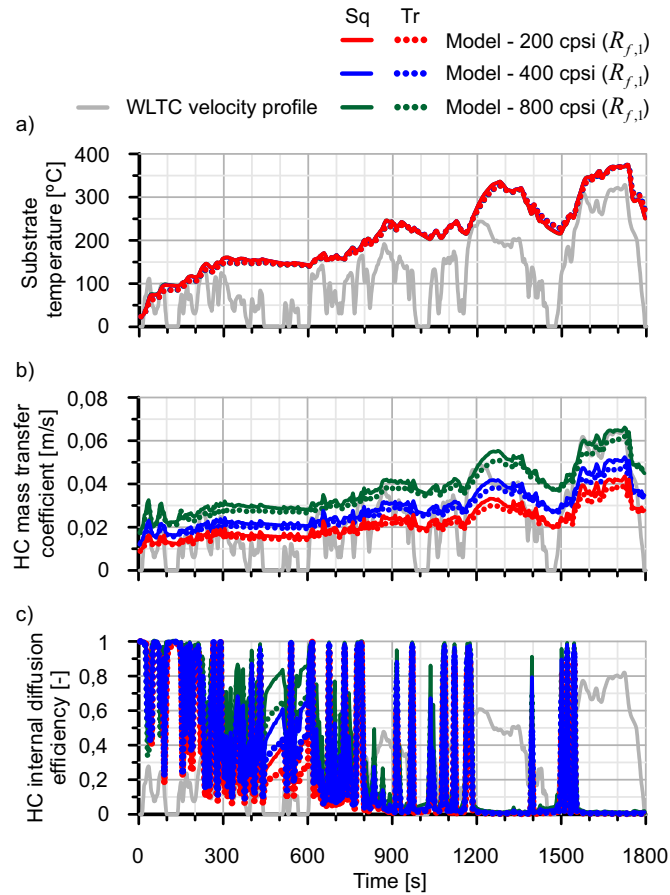 Sq Tr
Model - 200 cpsi (R_f,1)
Model - 400 cpsi (R_f,1)
WLTC velocity profile Model - 800 cpsi (R_f,1)
a)
400
300
200
100
0
Substrate
temperature [°C]
b)
0,08
0,06
0,04
0,02
0
HC mass transfer
coefficient [m/s]
c)
1
0,8
0,6
0,4
0,2
0
HC internal diffusion
efficiency [-]
0 300 600 900 1200 1500 1800
Time [s]